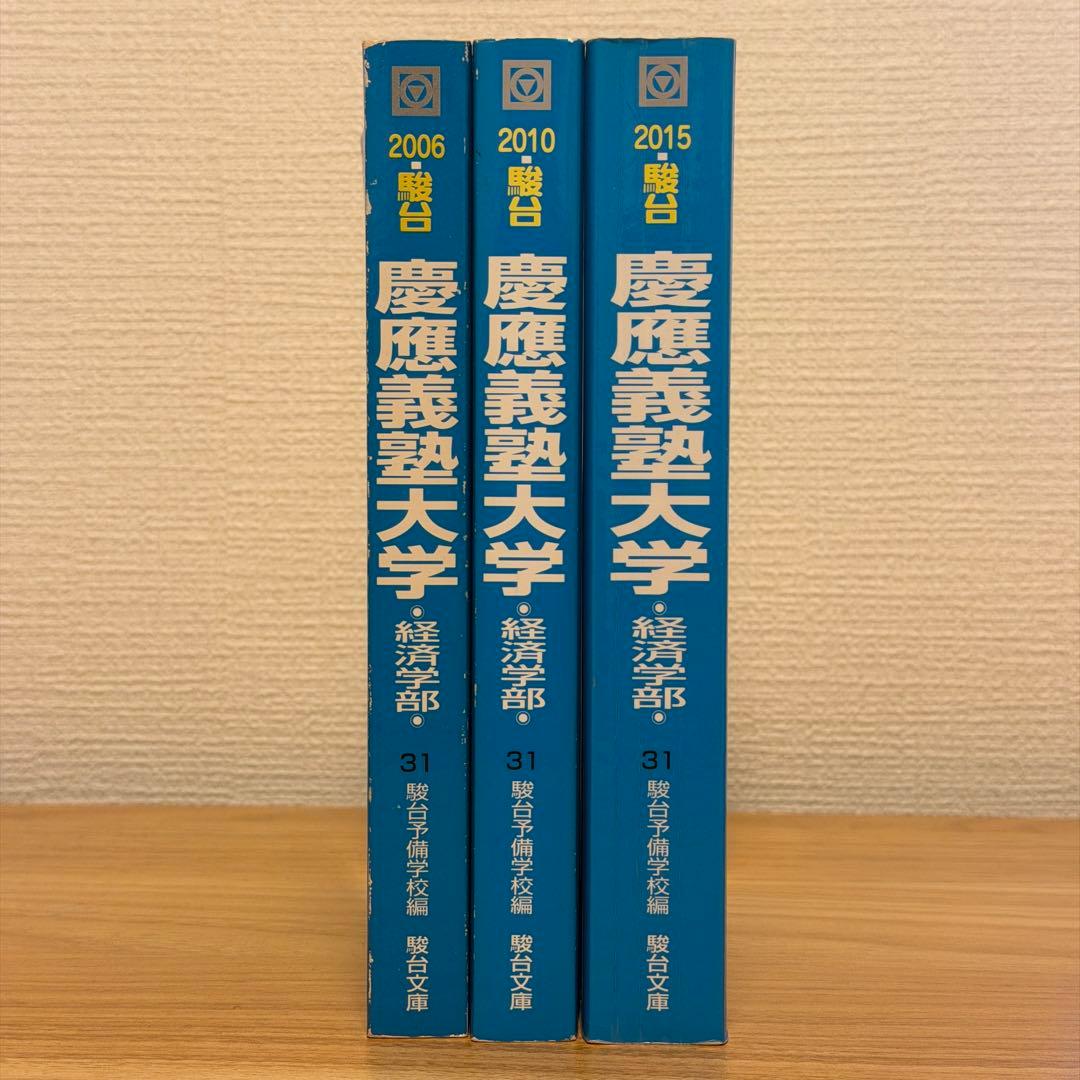 2006・駿台
慶應義塾大学
・経済学部・
31
駿台予備学校編
駿台文庫
2010・駿台
慶應義塾大学
・経済学部・
31
駿台予備学校編
駿台文庫
2015・駿台
慶應義塾大学
・経済学部・
31
駿台予備学校編
駿台文庫